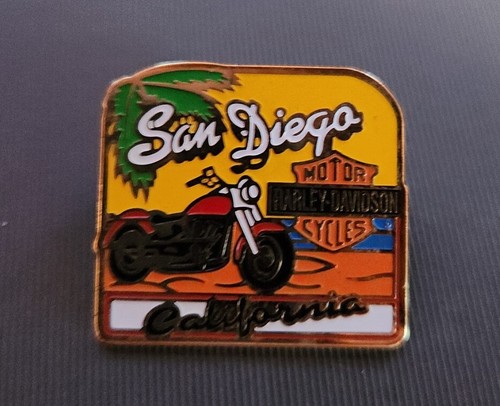 San Diego
MOTOR
HARLEY-DAVIDSON
CYCLES
California